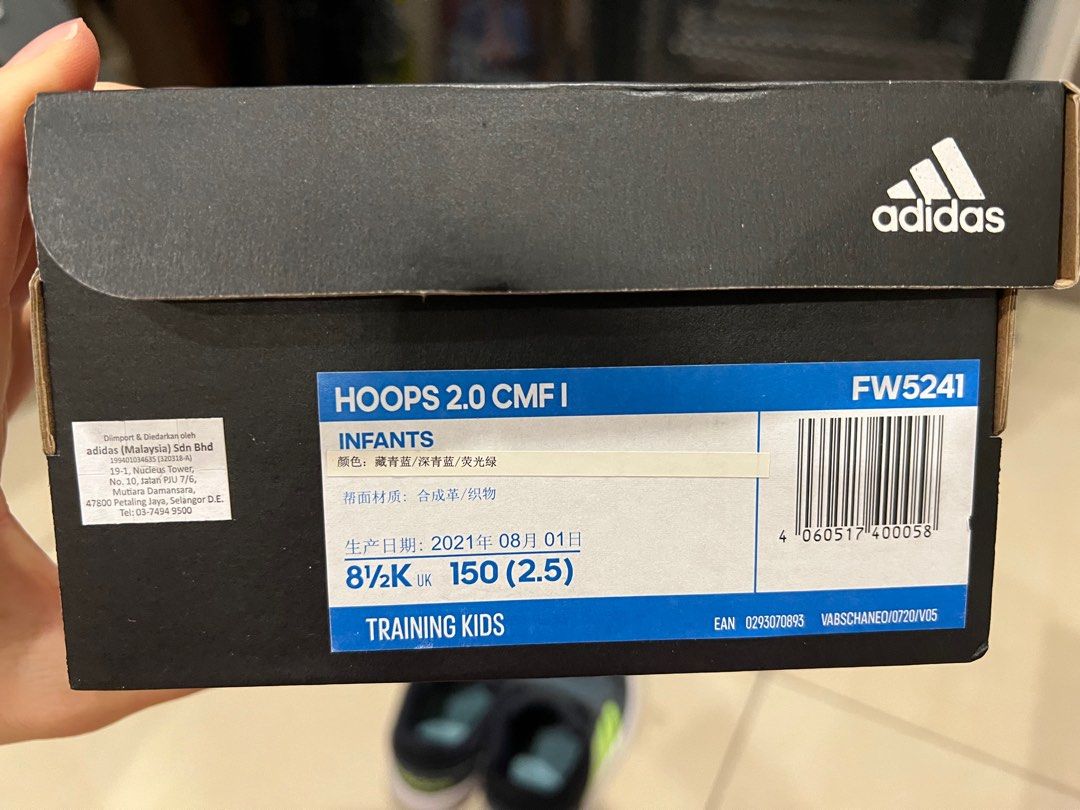 adidas
HOOPS 2.0 CMF I
FW5241
INFANTS
颜色: 藏青蓝/深青蓝/荧光绿
帮面材质: 合成革/织物
生产日期: 2021年 08月 01日
8½K UK 150 (2.5)
4 060517 400058
TRAINING KIDS
EAN 0293070893 VABSCHANEO/0720/V05
Diimport & Diedarkan oleh
adidas (Malaysia) Sdn Bhd
199401034635 (320318-A)
19-1, Nucleus Tower,
No. 10, Jalan PJU 7/6,
Mutiara Damansara,
47800 Petaling Jaya, Selangor D.E.
Tel: 03-7494 9500